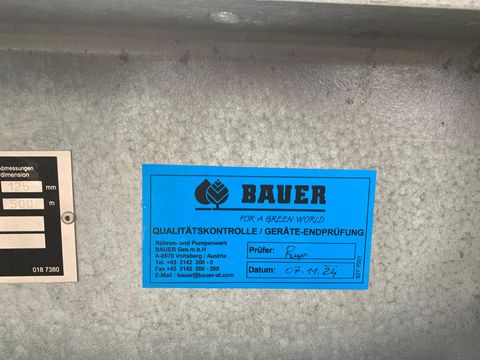 Abmessungen
dimension
125 mm
500 m
018 7380
BAUER
FOR A GREEN WORLD
QUALITÄTSKONTROLLE / GERÄTE-ENDPRÜFUNG
Röhren- und Pumpenwerk
BAUER Ges.m.b.H
A-8570 Voitsberg / Austria
Tel. +43 3142 200 - 0
Fax +43 3142 200 - 205
E-Mail : bauer@bauer-at.com
Prüfer:
Datum: 07.11.24
627 7501